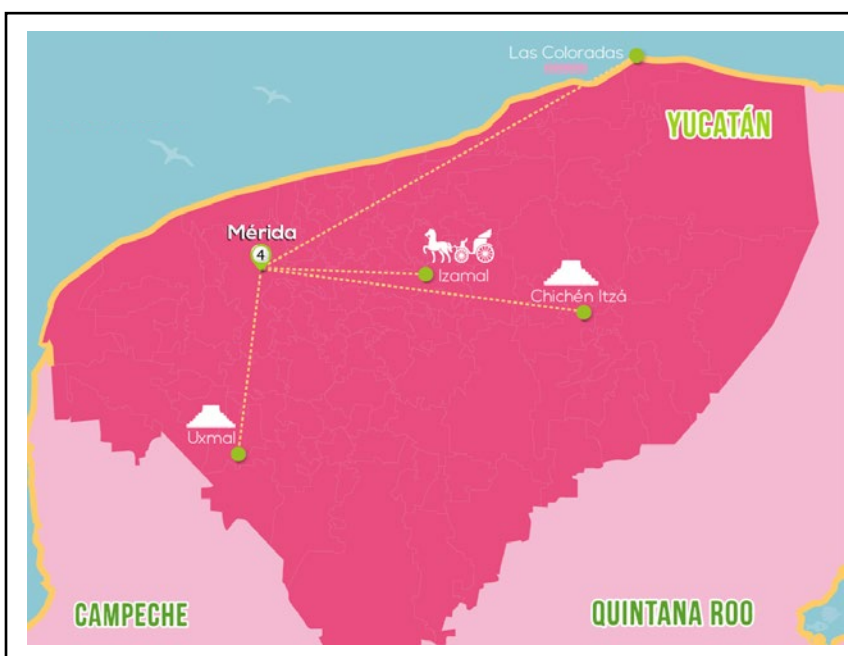 Las Coloradas
YUCATÁN
Mérida
4
Izamal
Chichén Itzá
Uxmal
CAMPECHE
QUINTANA ROO